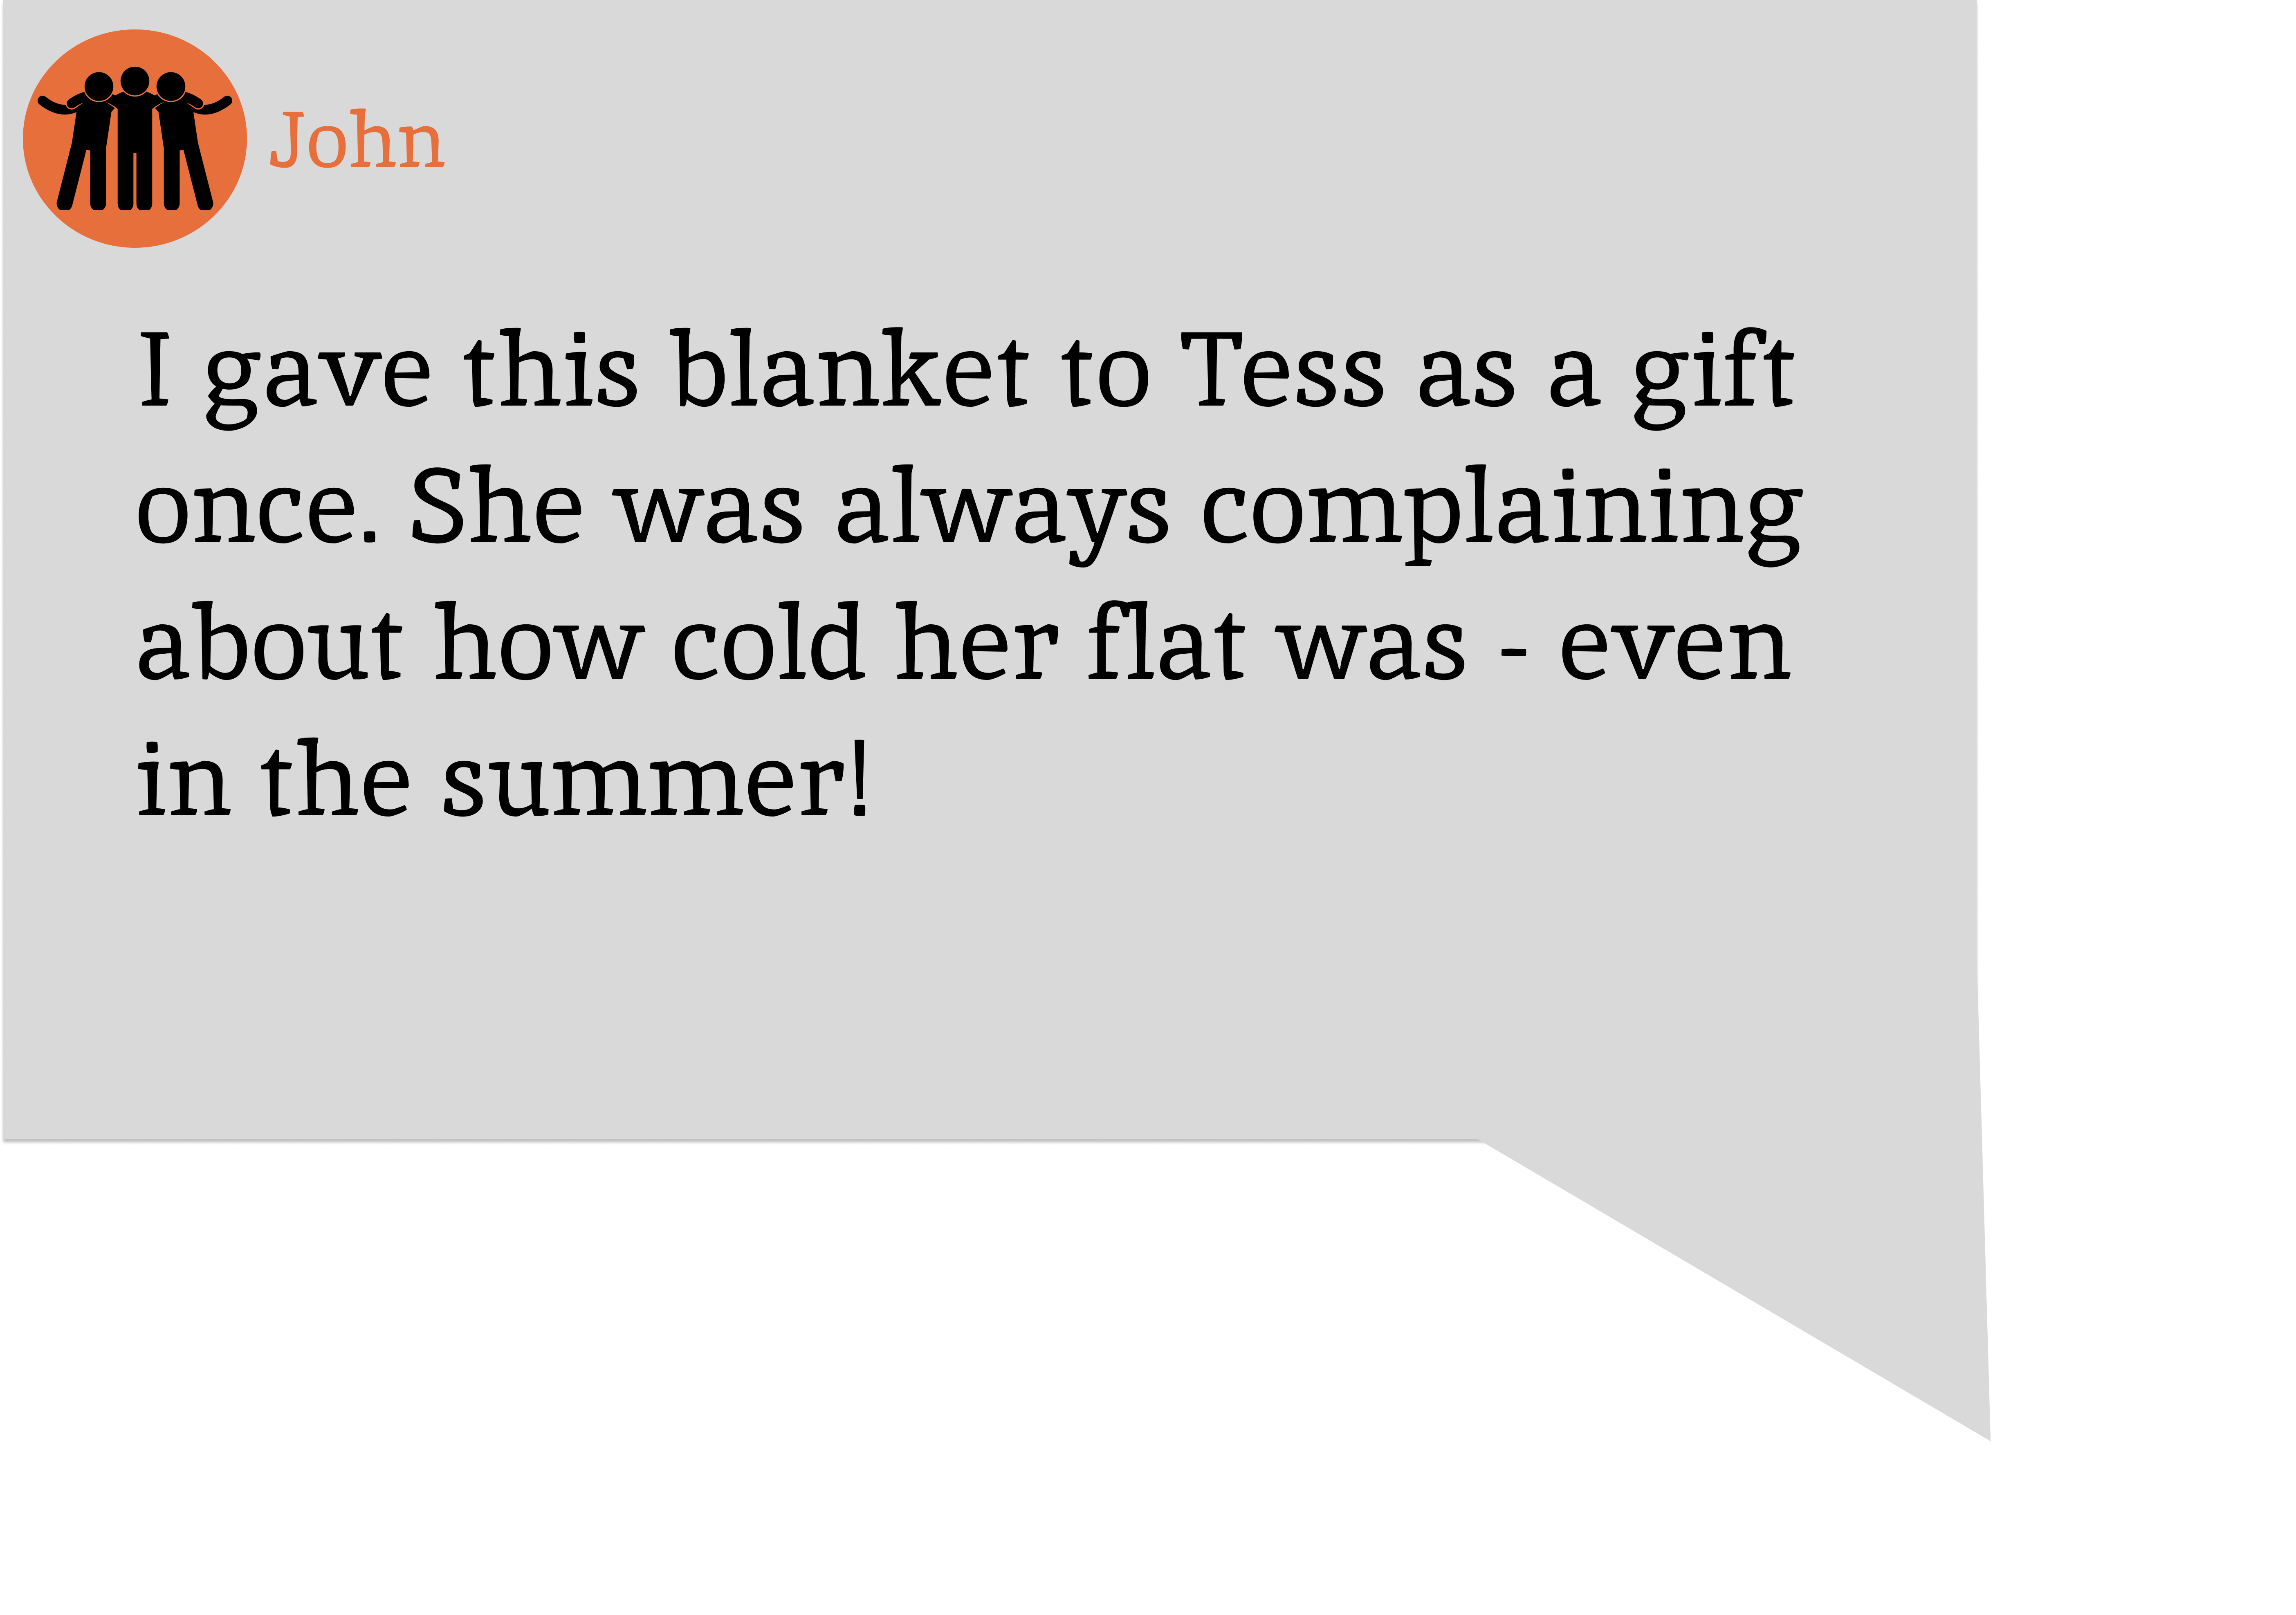 John
I gave this blanket to Tess as a gift
once. She was always complaining
about how cold her flat was - even
in the summer!